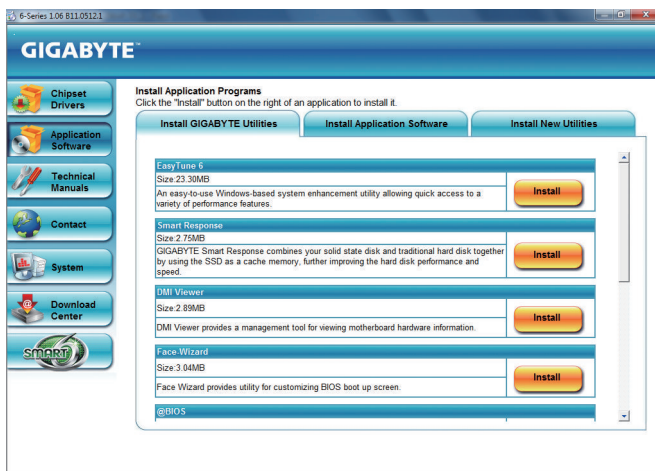 6-Series 1.06 B11.0512.1
GIGABYTE™
Chipset
Drivers
Application
Software
Technical
Manuals
Contact
System
Download
Center
SMART 6
Install Application Programs
Click the "Install" button on the right of an application to install it.
Install GIGABYTE Utilities
Install Application Software
Install New Utilities
EasyTune 6
Size:23.30MB
An easy-to-use Windows-based system enhancement utility allowing quick access to a
variety of performance features.
Install
Smart Response
Size:2.75MB
GIGABYTE Smart Response combines your solid state disk and traditional hard disk together
by using the SSD as a cache memory, further improving the hard disk performance and
speed.
Install
DMI Viewer
Size:2.89MB
DMI Viewer provides a management tool for viewing motherboard hardware information.
Install
Face-Wizard
Size:3.04MB
Face Wizard provides utility for customizing BIOS boot up screen.
Install
@BIOS